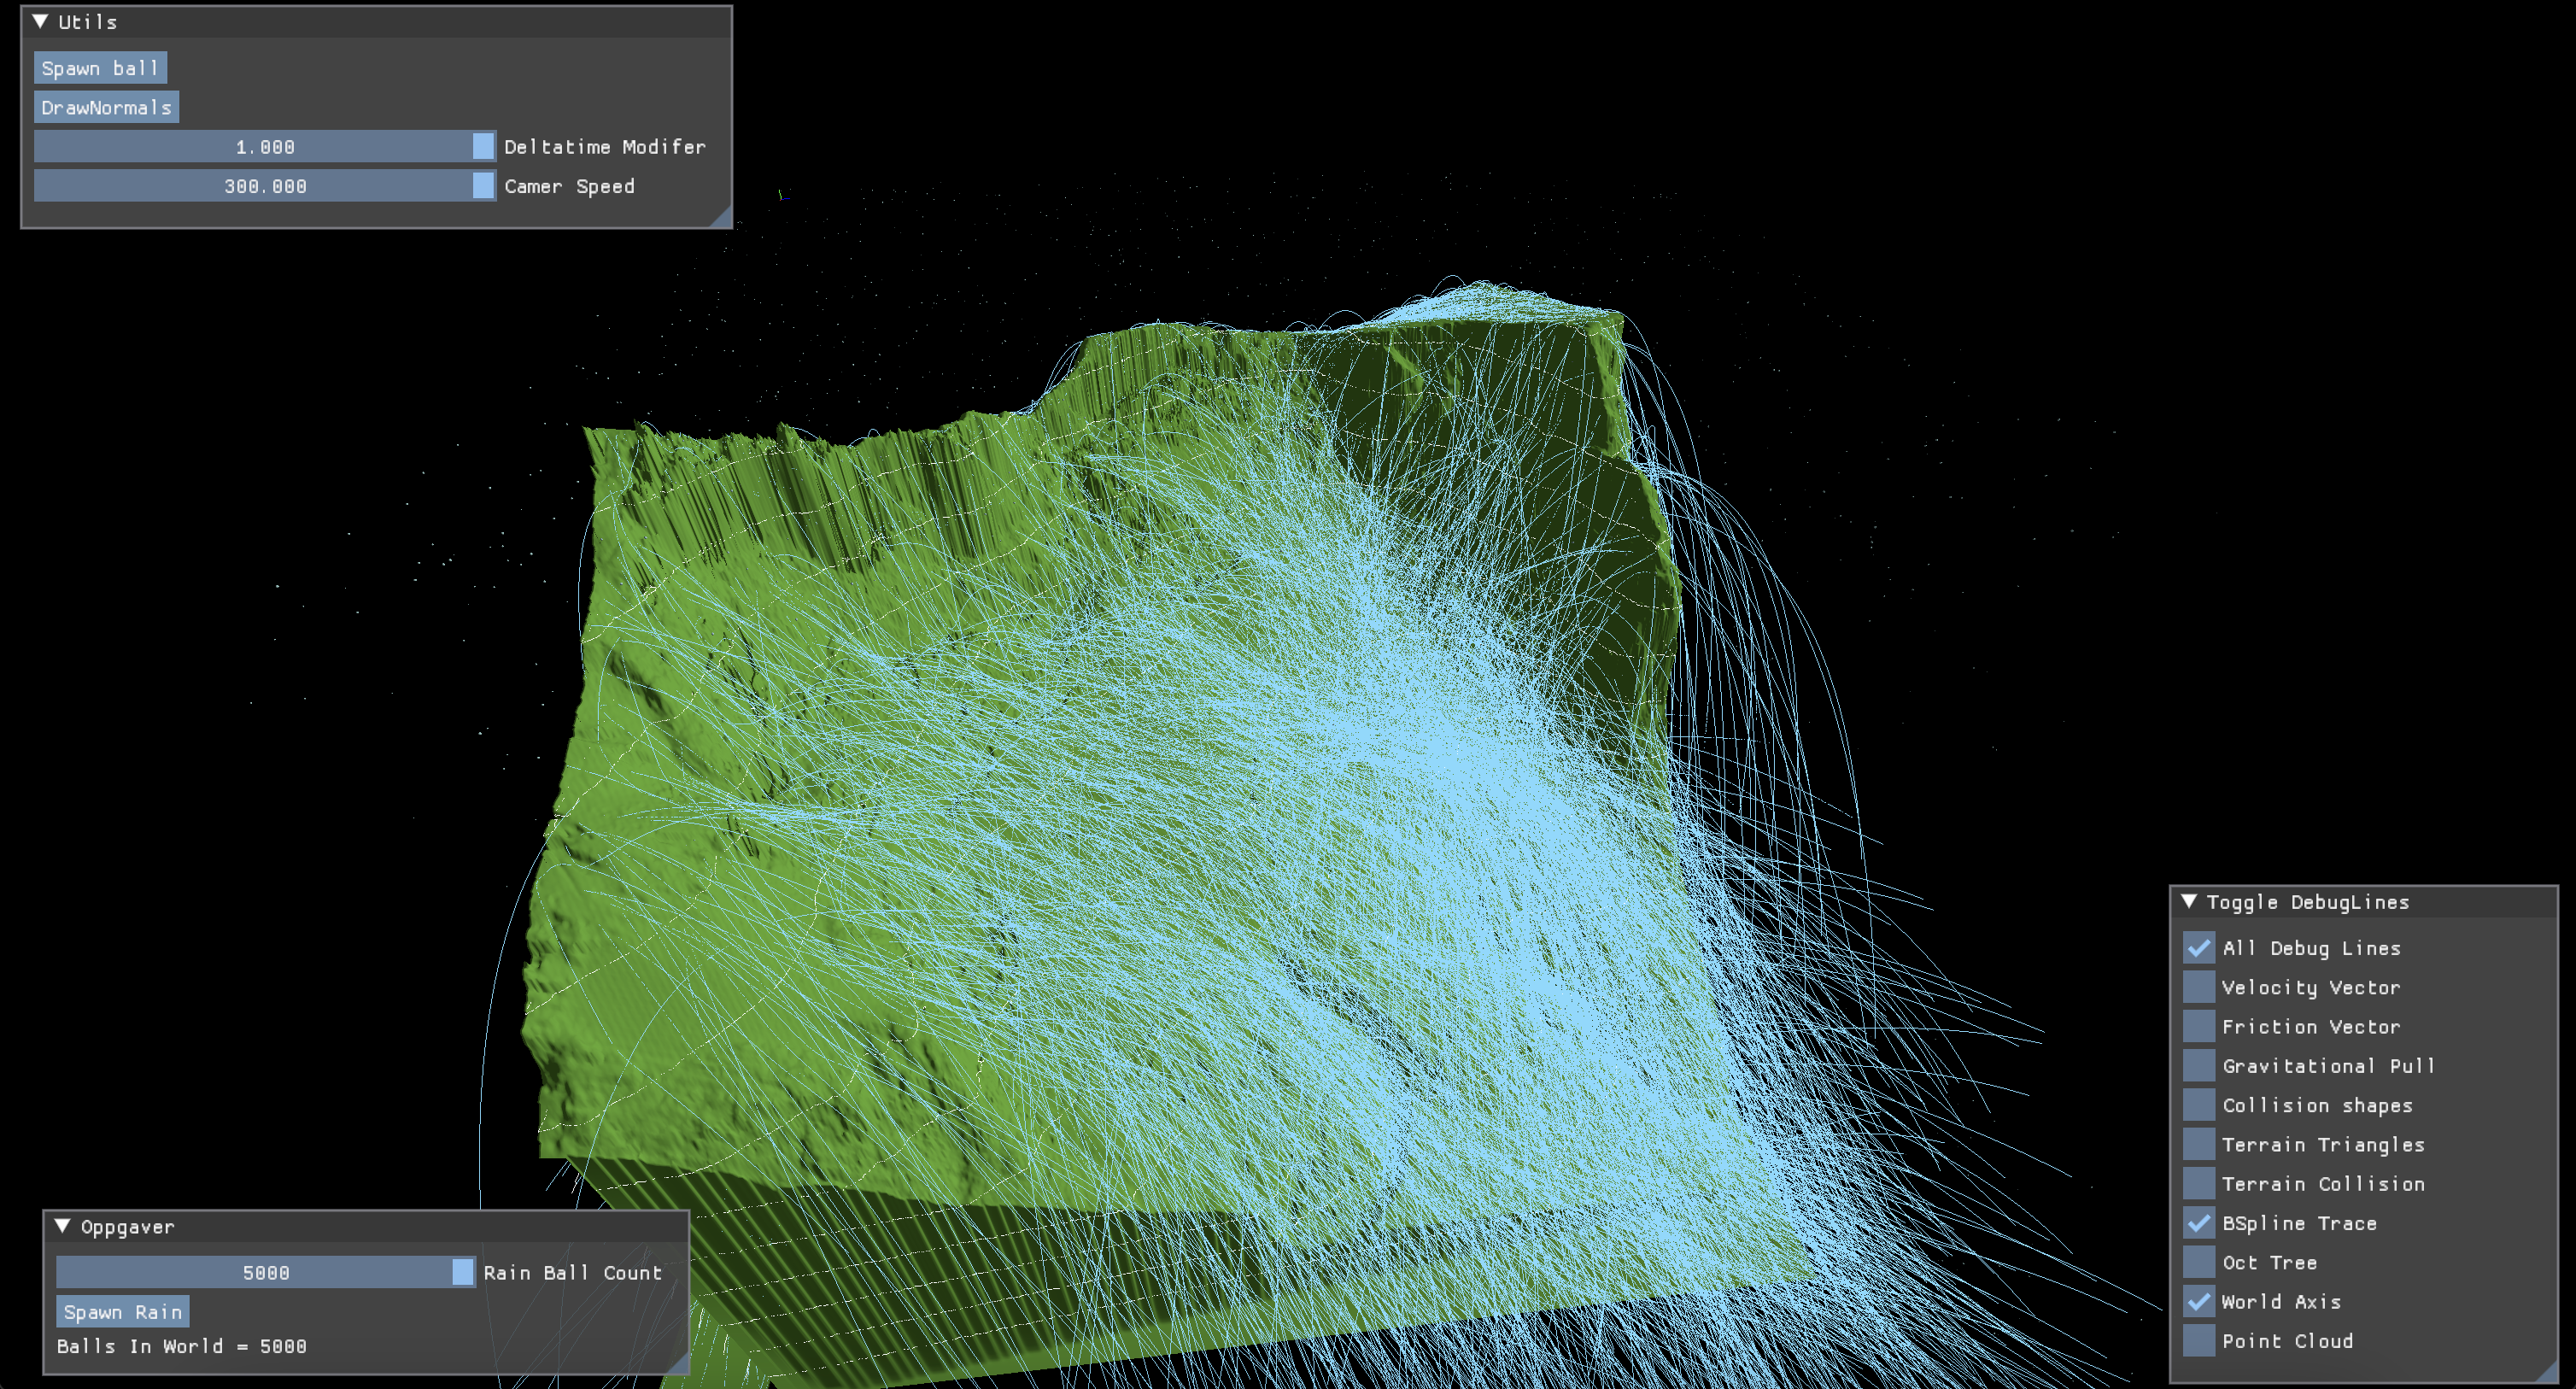 Utils
Spawn ball
DrawNormals
1.000 Deltatime Modifer
300.000 Camer Speed
Toggle DebugLines
All Debug Lines
Velocity Vector
Friction Vector
Gravitational Pull
Collision shapes
Terrain Triangles
Terrain Collision
BSpline Trace
Oct Tree
World Axis
Point Cloud
Oppgaver
5000 Rain Ball Count
Spawn Rain
Balls In World = 5000